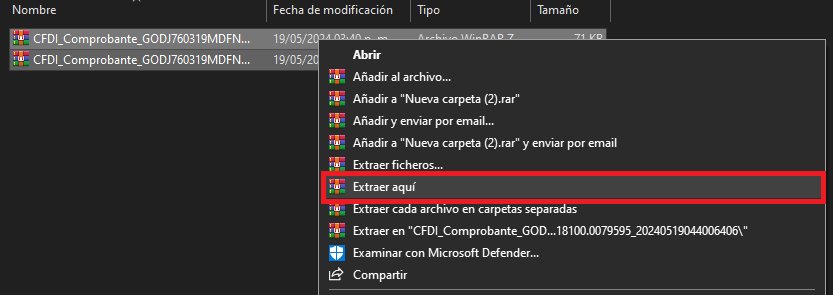 Nombre Fecha de modificación Tipo Tamaño
CFDI_Comprobante_GODJ760319MDFN... 19/05/2024 03:40 p. m. Archivo WinRAR Z... 71 KB
CFDI_Comprobante_GODJ760319MDFN... 19/05/20
Abrir
Añadir al archivo...
Añadir a "Nueva carpeta (2).rar"
Añadir y enviar por email...
Añadir a "Nueva carpeta (2).rar" y enviar por email
Extraer ficheros...
Extraer aquí
Extraer cada archivo en carpetas separadas
Extraer en "CFDI_Comprobante_GOD...18100.0079595_20240519044006406\"
Examinar con Microsoft Defender...
Compartir